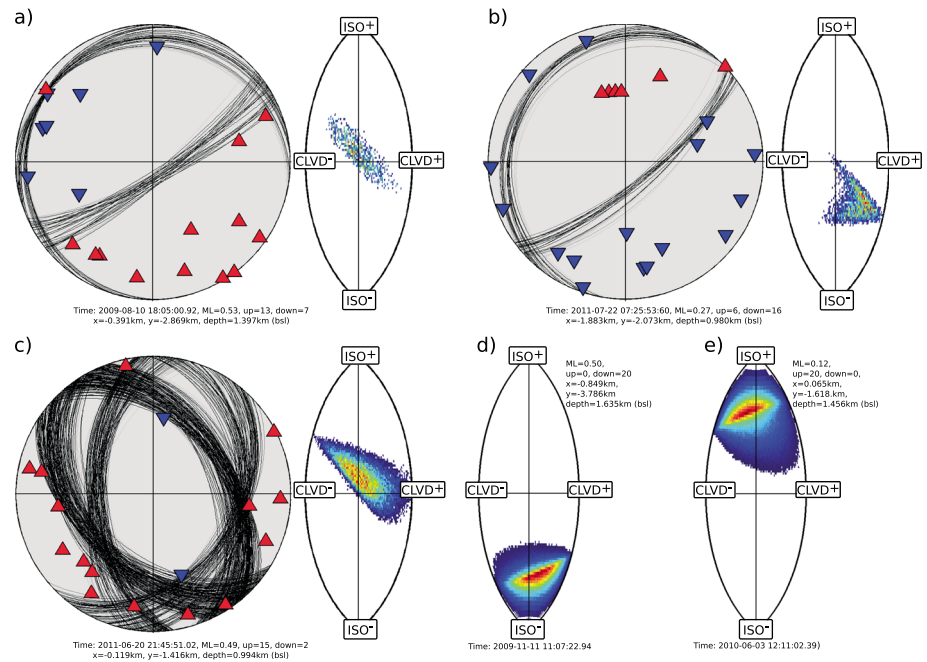 a)
ISO+
CLVD-
CLVD+
ISO-
Time: 2009-08-10 18:05:00.92, ML=0.53, up=13, down=7
x=-0.391km, y=-2.869km, depth=1.397km (bsl)
b)
ISO+
CLVD-
CLVD+
ISO-
Time: 2011-07-22 07:25:53:60, ML=0.27, up=6, down=16
x=-1.883km, y=-2.073km, depth=0.980km (bsl)
c)
ISO+
CLVD-
CLVD+
ISO-
Time: 2011-06-20 21:45:51.02, ML=0.49, up=15, down=2
x=-0.119km, y=-1.416km, depth=0.994km (bsl)
d)
ISO+
ML=0.50,
up=0, down=20
x=-0.849km,
y=-3.786km
depth=1.635km (bsl)
CLVD-
CLVD+
ISO-
Time: 2009-11-11 11:07:22.94
e)
ISO+
ML=0.12,
up=20, down=0,
x=0.065km
y=-1.618.km,
depth=1.456km (bsl)
CLVD-
CLVD+
ISO-
Time: 2010-06-03 12:11:02.39)